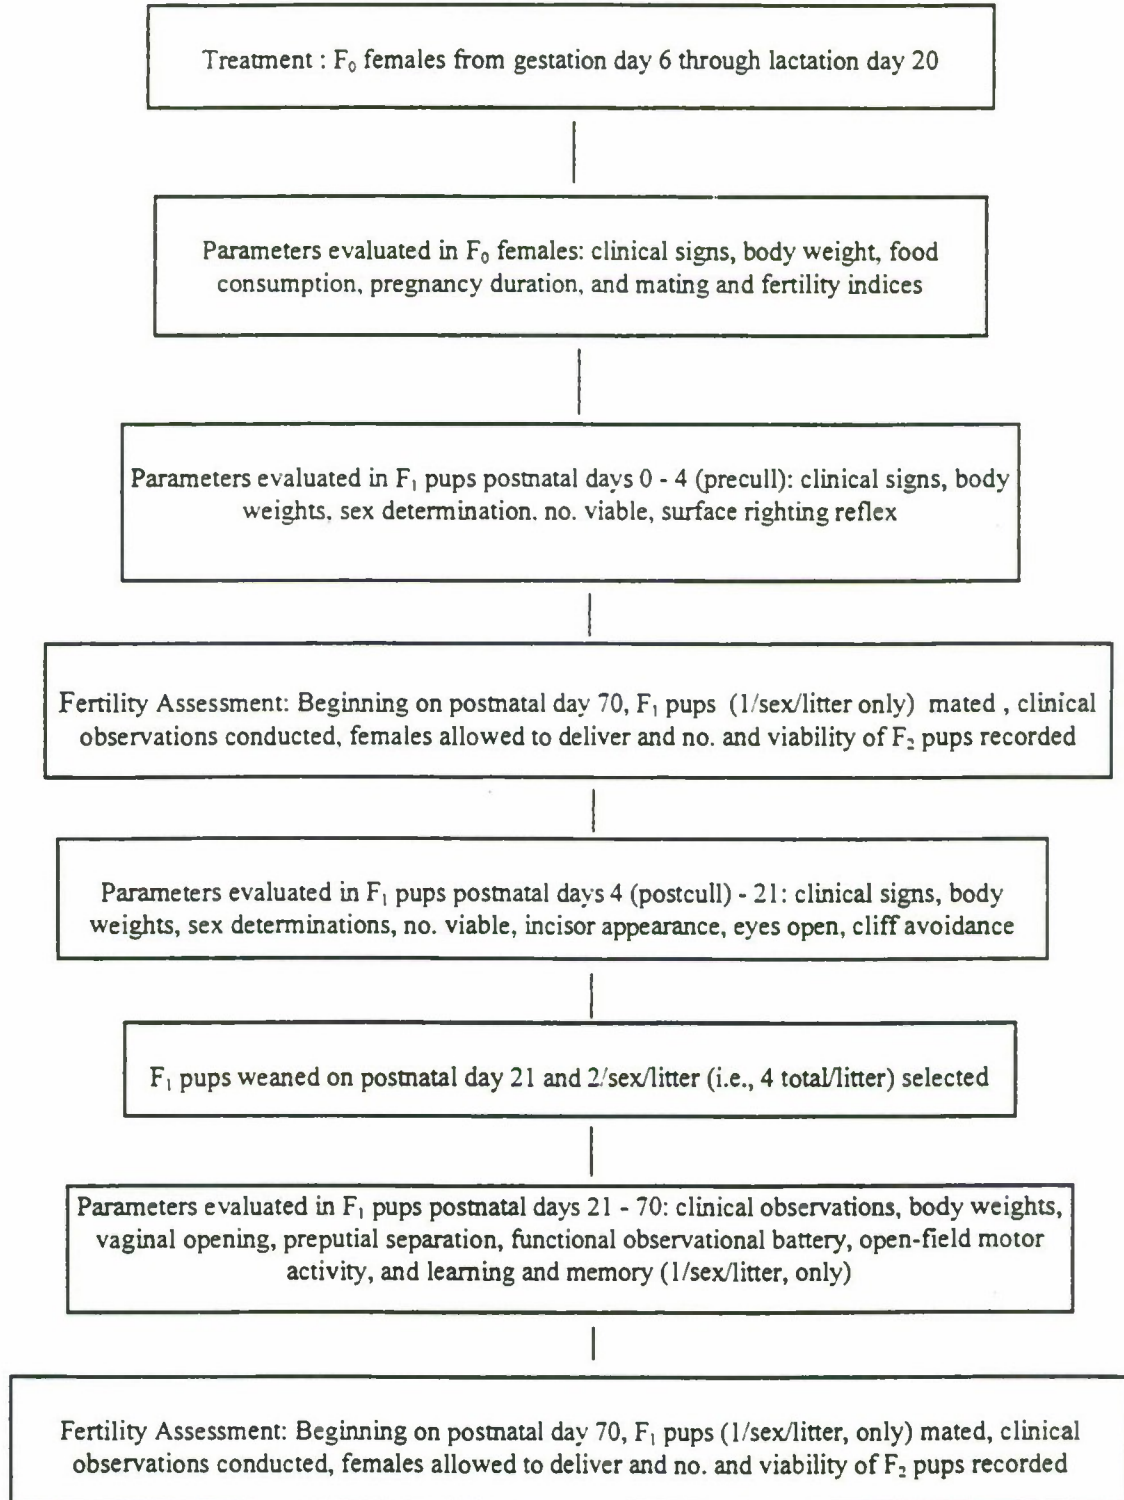 Treatment : F₀ females from gestation day 6 through lactation day 20
Parameters evaluated in F₀ females: clinical signs, body weight, food
consumption, pregnancy duration, and mating and fertility indices
Parameters evaluated in F₁ pups postnatal days 0 - 4 (precull): clinical signs, body
weights, sex determination. no. viable, surface righting reflex
Fertility Assessment: Beginning on postnatal day 70, F₁ pups (1/sex/litter only) mated , clinical
observations conducted, females allowed to deliver and no. and viability of F₂ pups recorded
Parameters evaluated in F₁ pups postnatal days 4 (postcull) - 21: clinical signs, body
weights, sex determinations, no. viable, incisor appearance, eyes open, cliff avoidance
F₁ pups weaned on postnatal day 21 and 2/sex/litter (i.e., 4 total/litter) selected
Parameters evaluated in F₁ pups postnatal days 21 - 70: clinical observations, body weights,
vaginal opening, preputial separation, functional observational battery, open-field motor
activity, and learning and memory (1/sex/litter, only)
Fertility Assessment: Beginning on postnatal day 70, F₁ pups (1/sex/litter, only) mated, clinical
observations conducted, females allowed to deliver and no. and viability of F₂ pups recorded